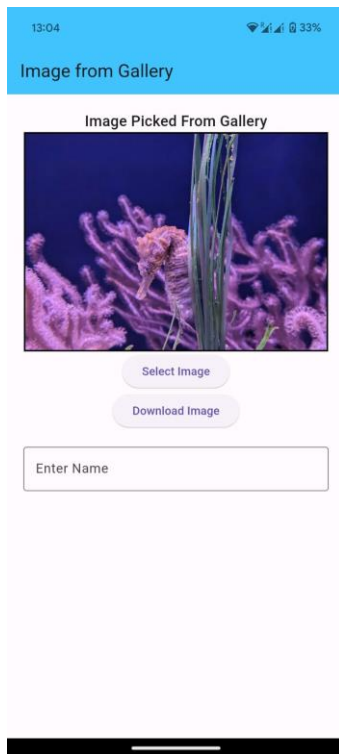 13:04
33%
Image from Gallery
Image Picked From Gallery
Select Image
Download Image
Enter Name